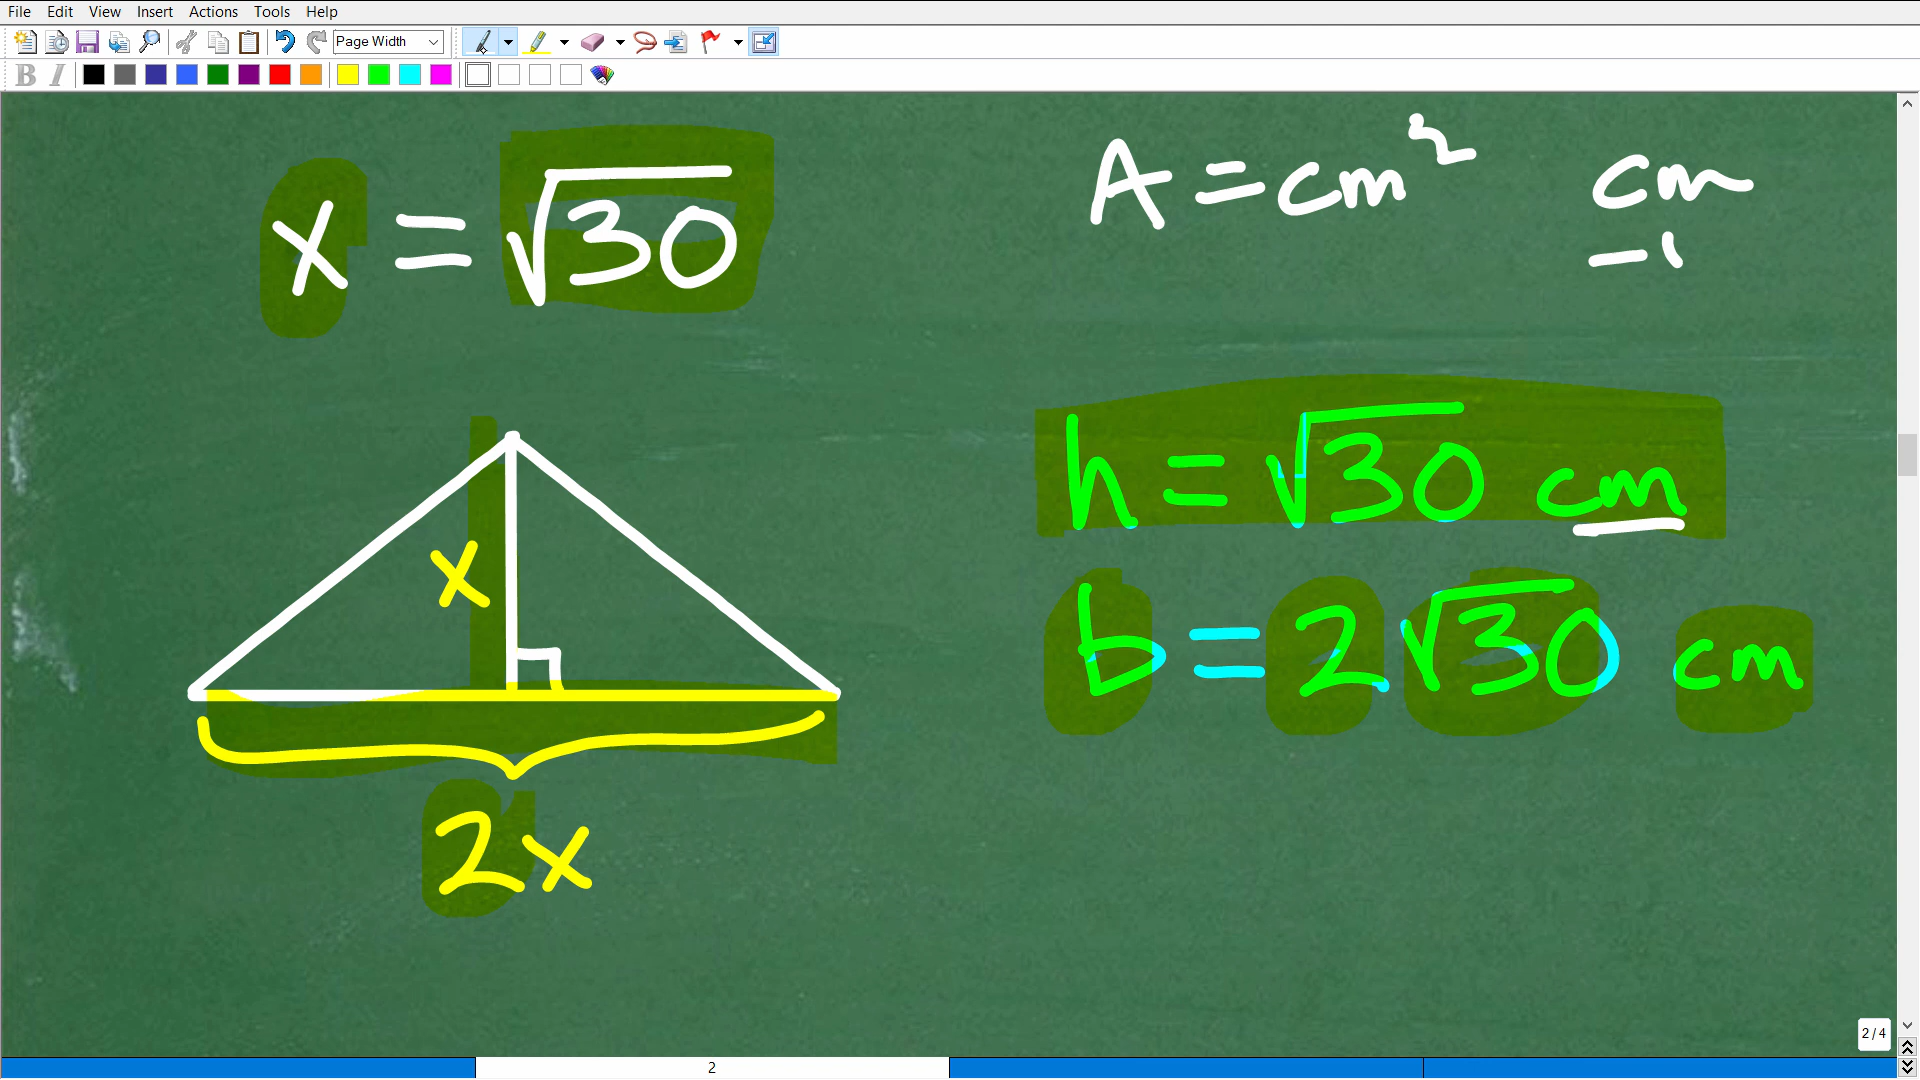 File Edit View Insert Actions Tools Help
Page Width
B I
x = √30
A = cm² cm
-1
h = √30 cm
b = 2√30 cm
x
2x
2 / 4
2